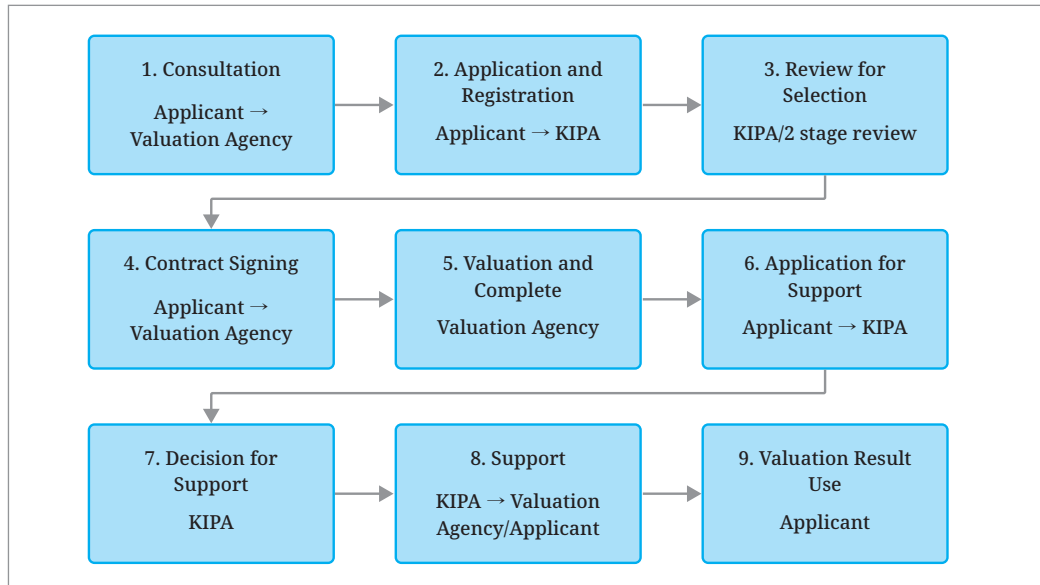 1. Consultation
Applicant →
Valuation Agency
2. Application and
Registration
Applicant → KIPA
3. Review for
Selection
KIPA/2 stage review
4. Contract Signing
Applicant →
Valuation Agency
5. Valuation and
Complete
Valuation Agency
6. Application for
Support
Applicant → KIPA
7. Decision for
Support
KIPA
8. Support
KIPA → Valuation
Agency/Applicant
9. Valuation Result
Use
Applicant